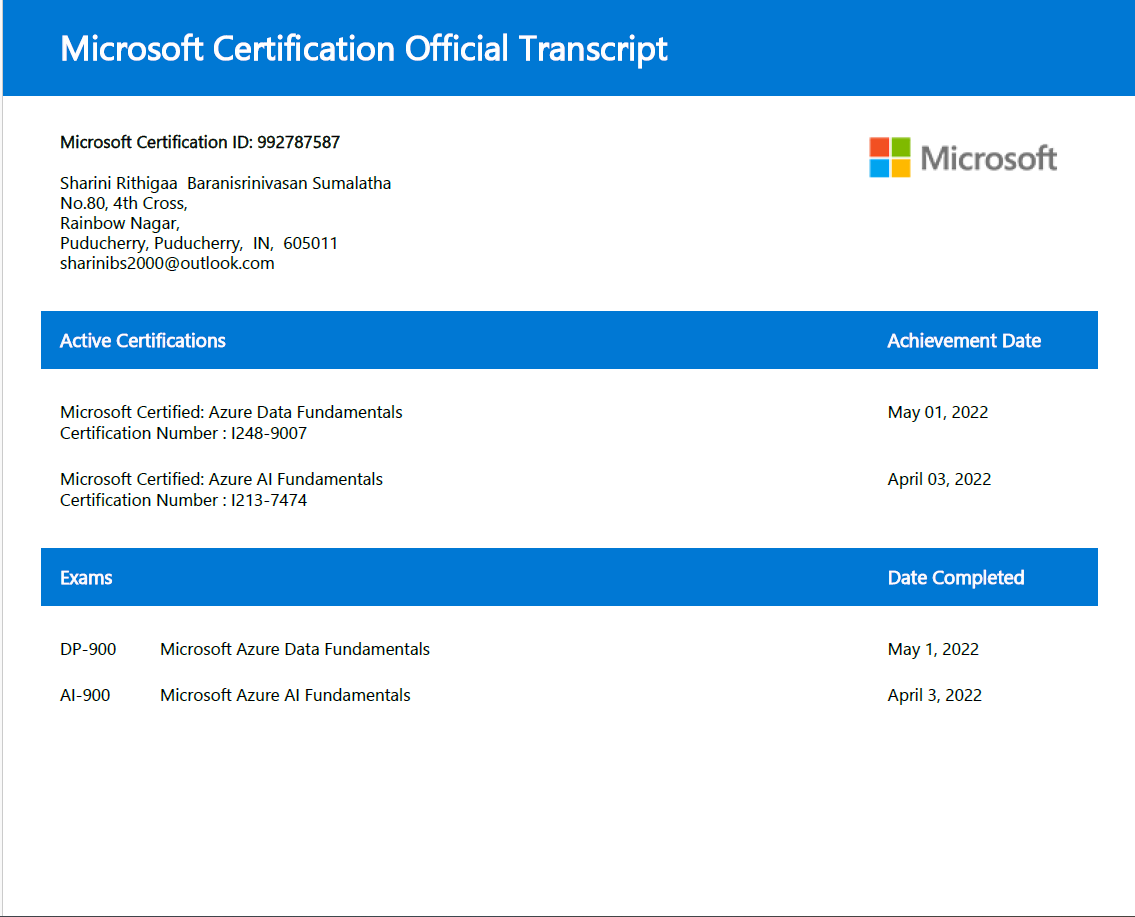 Microsoft Certification Official Transcript
Microsoft Certification ID: 992787587
Microsoft
Sharini Rithigaa  Baranisrinivasan Sumalatha
No.80, 4th Cross,
Rainbow Nagar,
Puducherry, Puducherry,  IN,  605011
sharinibs2000@outlook.com
Active Certifications Achievement Date
Microsoft Certified: Azure Data Fundamentals May 01, 2022
Certification Number : I248-9007
Microsoft Certified: Azure AI Fundamentals April 03, 2022
Certification Number : I213-7474
Exams Date Completed
DP-900 Microsoft Azure Data Fundamentals May 1, 2022
AI-900 Microsoft Azure AI Fundamentals April 3, 2022